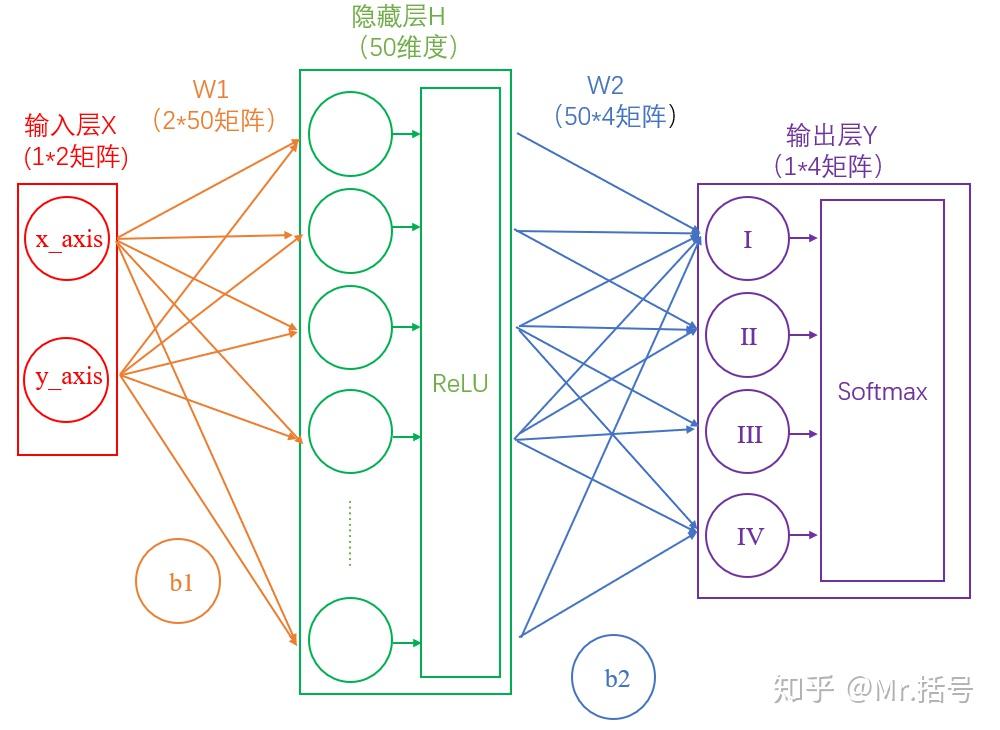 隐藏层H
（50维度）
W1
（2*50矩阵）
W2
（50*4矩阵）
输入层X
(1*2矩阵)
输出层Y
（1*4矩阵）
x_axis
y_axis
ReLU
I
II
III
IV
Softmax
b1
b2
知乎 @Mr.括号